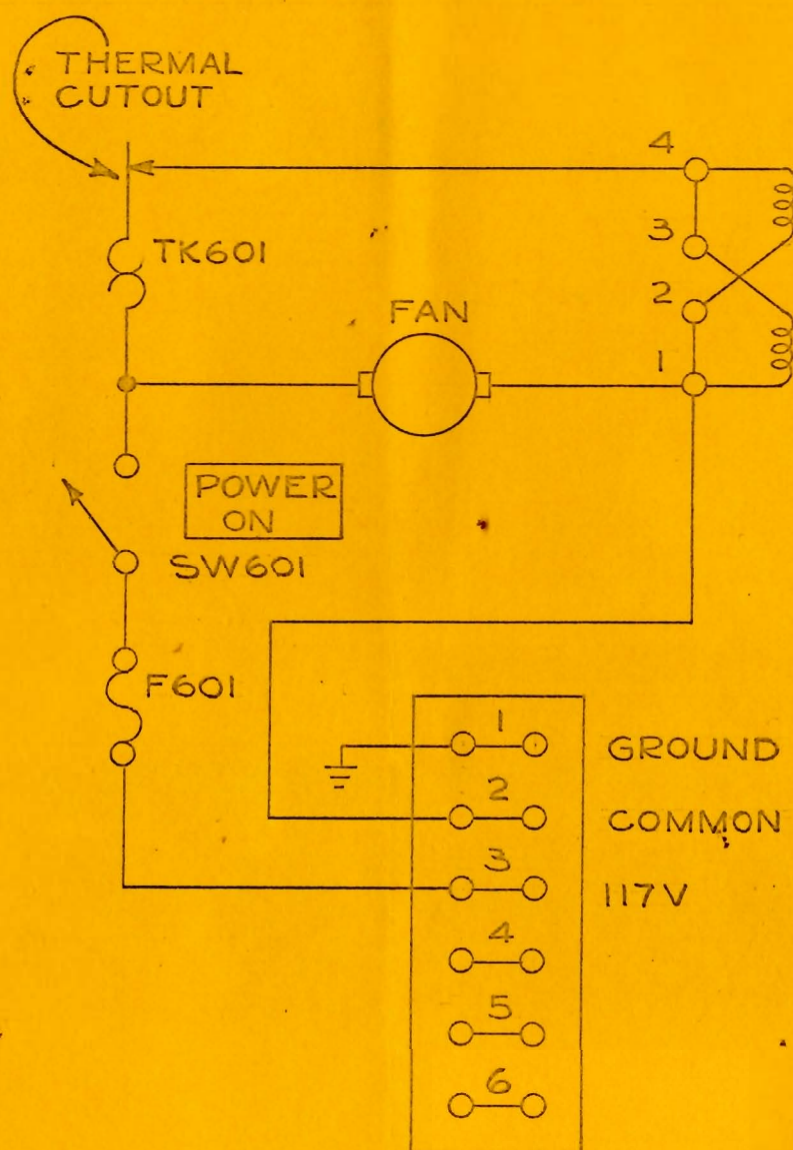 THERMAL
CUTOUT
4
TK601
3
2
FAN
1
POWER
ON
SW601
F601
1
GROUND
2
COMMON
3
117V
4
5
6